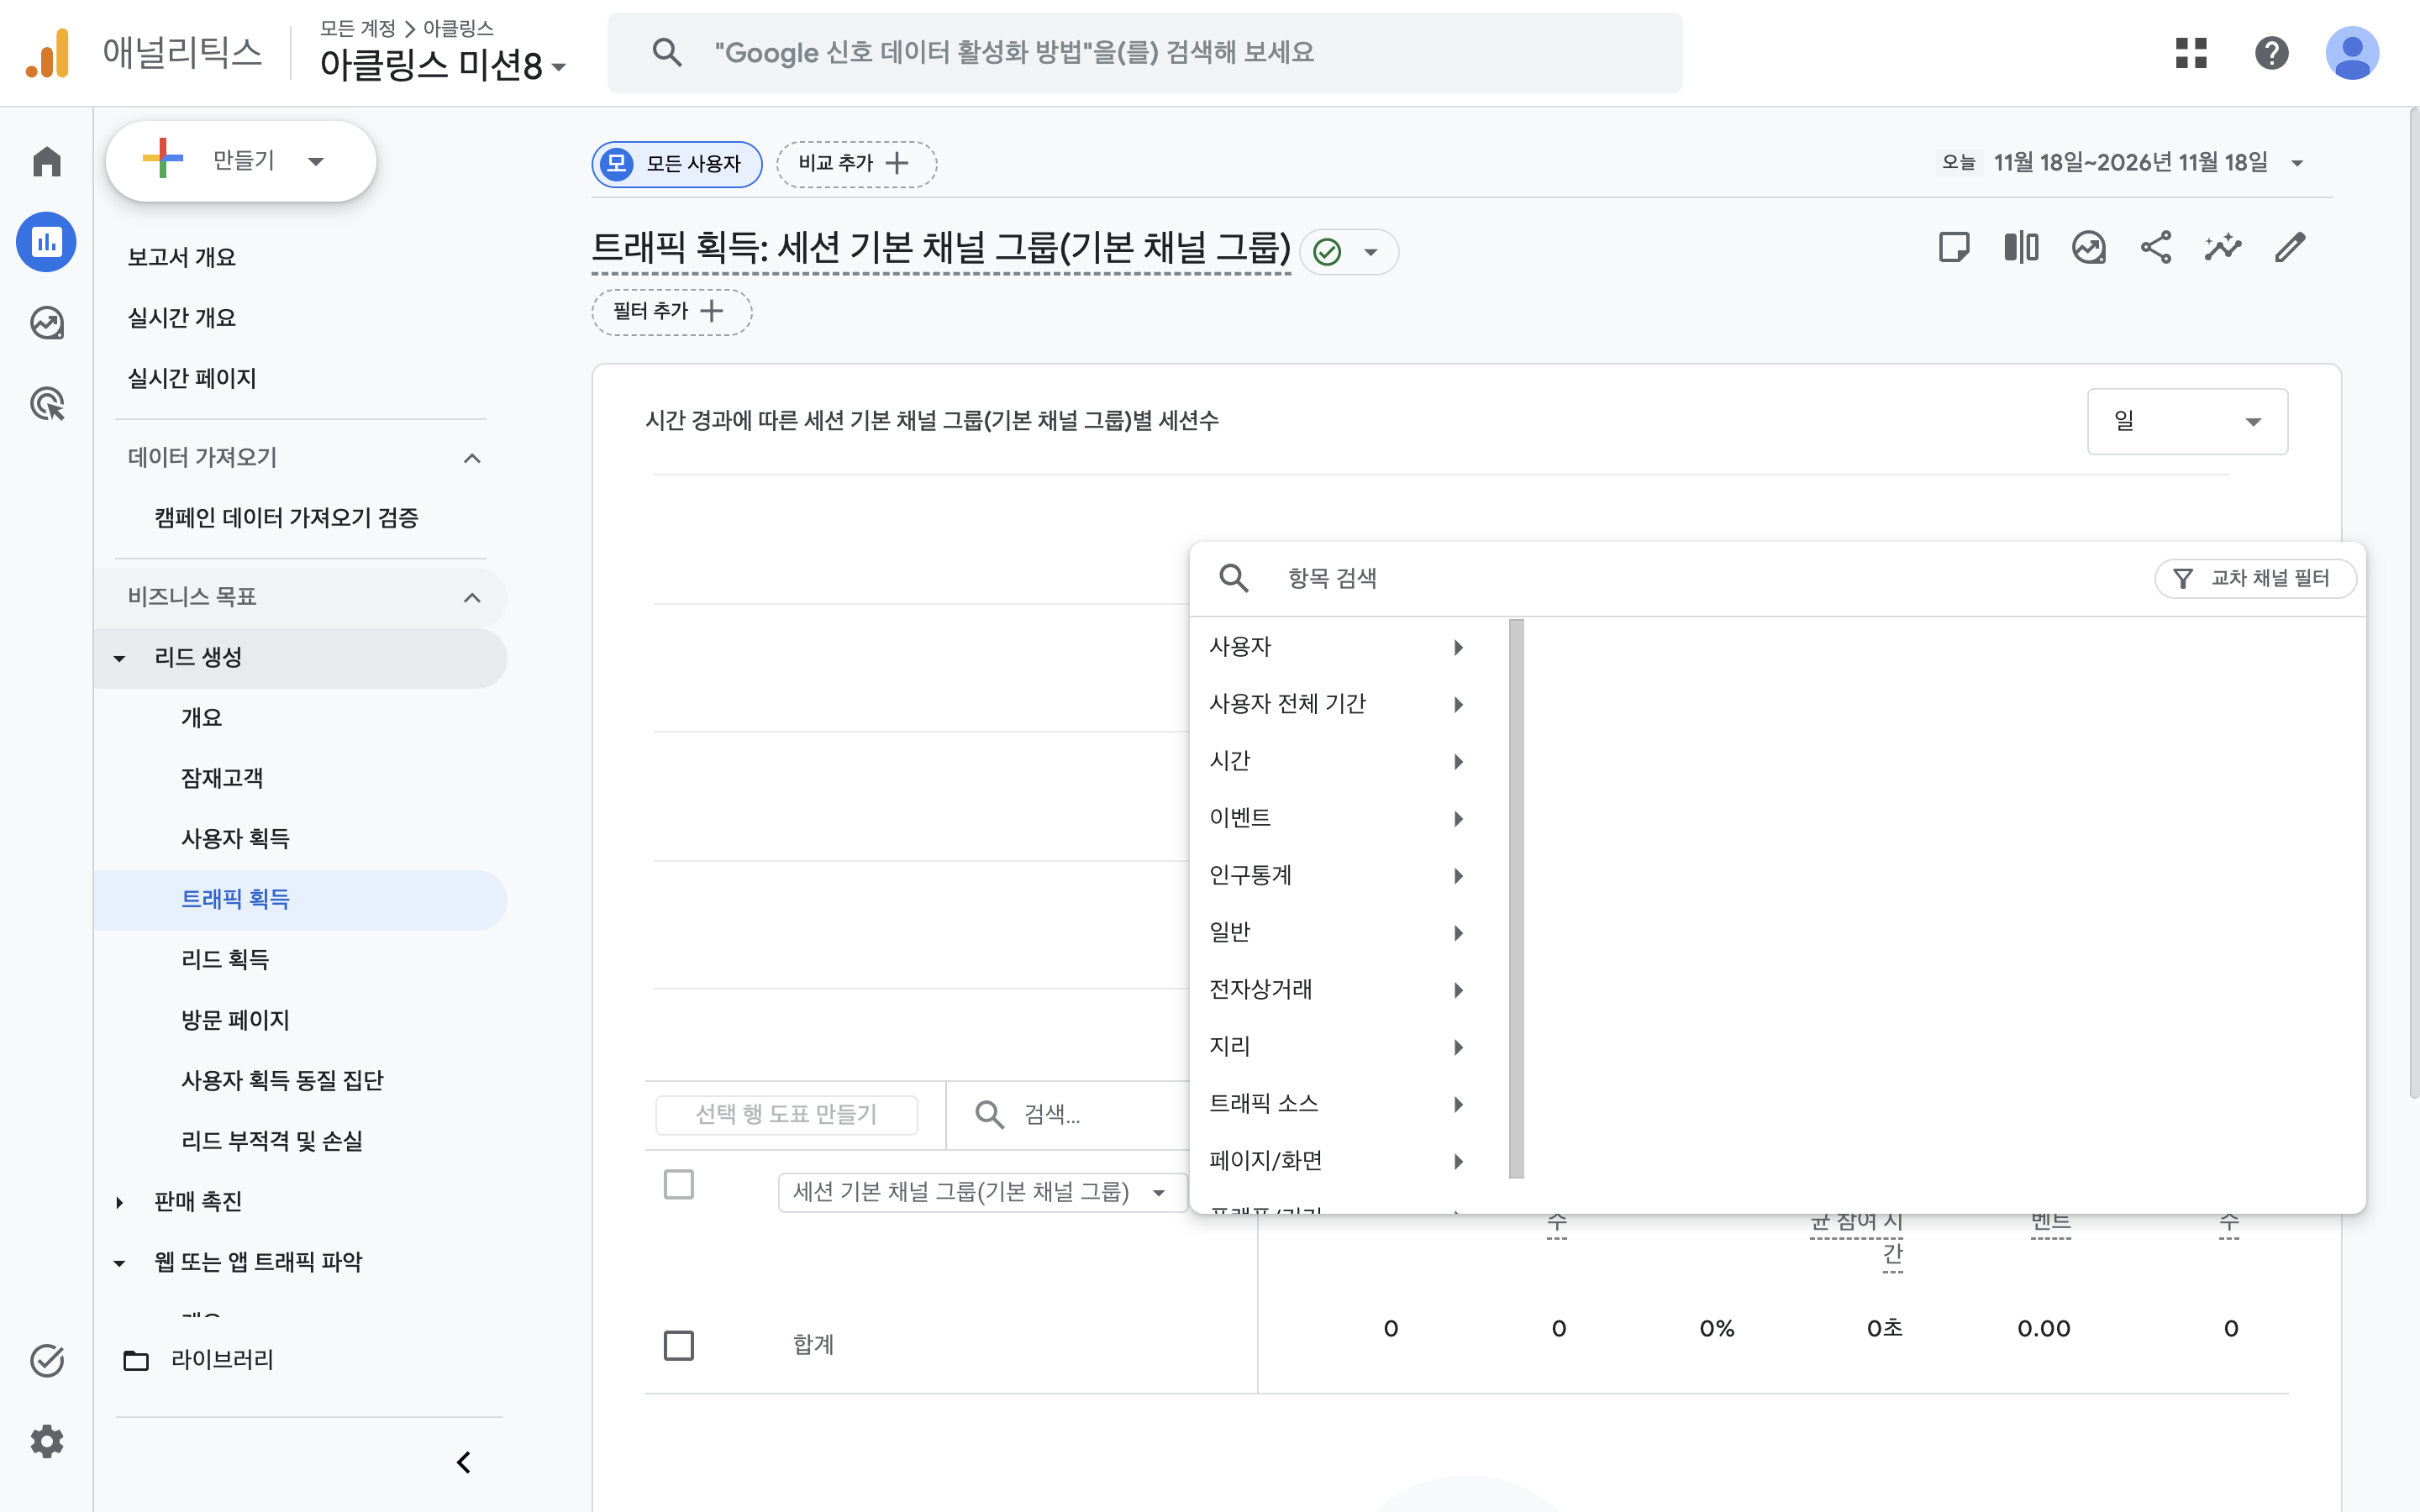 애널리틱스
모든 계정 > 아클링스
아클링스 미션8
"Google 신호 데이터 활성화 방법"을(를) 검색해 보세요
만들기
보고서 개요
실시간 개요
실시간 페이지
데이터 가져오기
캠페인 데이터 가져오기 검증
비즈니스 목표
리드 생성
개요
잠재고객
사용자 획득
트래픽 획득
리드 획득
방문 페이지
사용자 획득 동질 집단
리드 부적격 및 손실
판매 촉진
웹 또는 앱 트래픽 파악
라이브러리
모 모든 사용자
비교 추가
오늘 11월 18일~2026년 11월 18일
트래픽 획득: 세션 기본 채널 그룹(기본 채널 그룹)
필터 추가
시간 경과에 따른 세션 기본 채널 그룹(기본 채널 그룹)별 세션수
일
항목 검색
교차 채널 필터
사용자
사용자 전체 기간
시간
이벤트
인구통계
일반
전자상거래
지리
트래픽 소스
페이지/화면
선택 행 도표 만들기
검색...
세션 기본 채널 그룹(기본 채널 그룹)
수
균 참여 시
간
벤트
수
합계
0
0
0%
0초
0.00
0